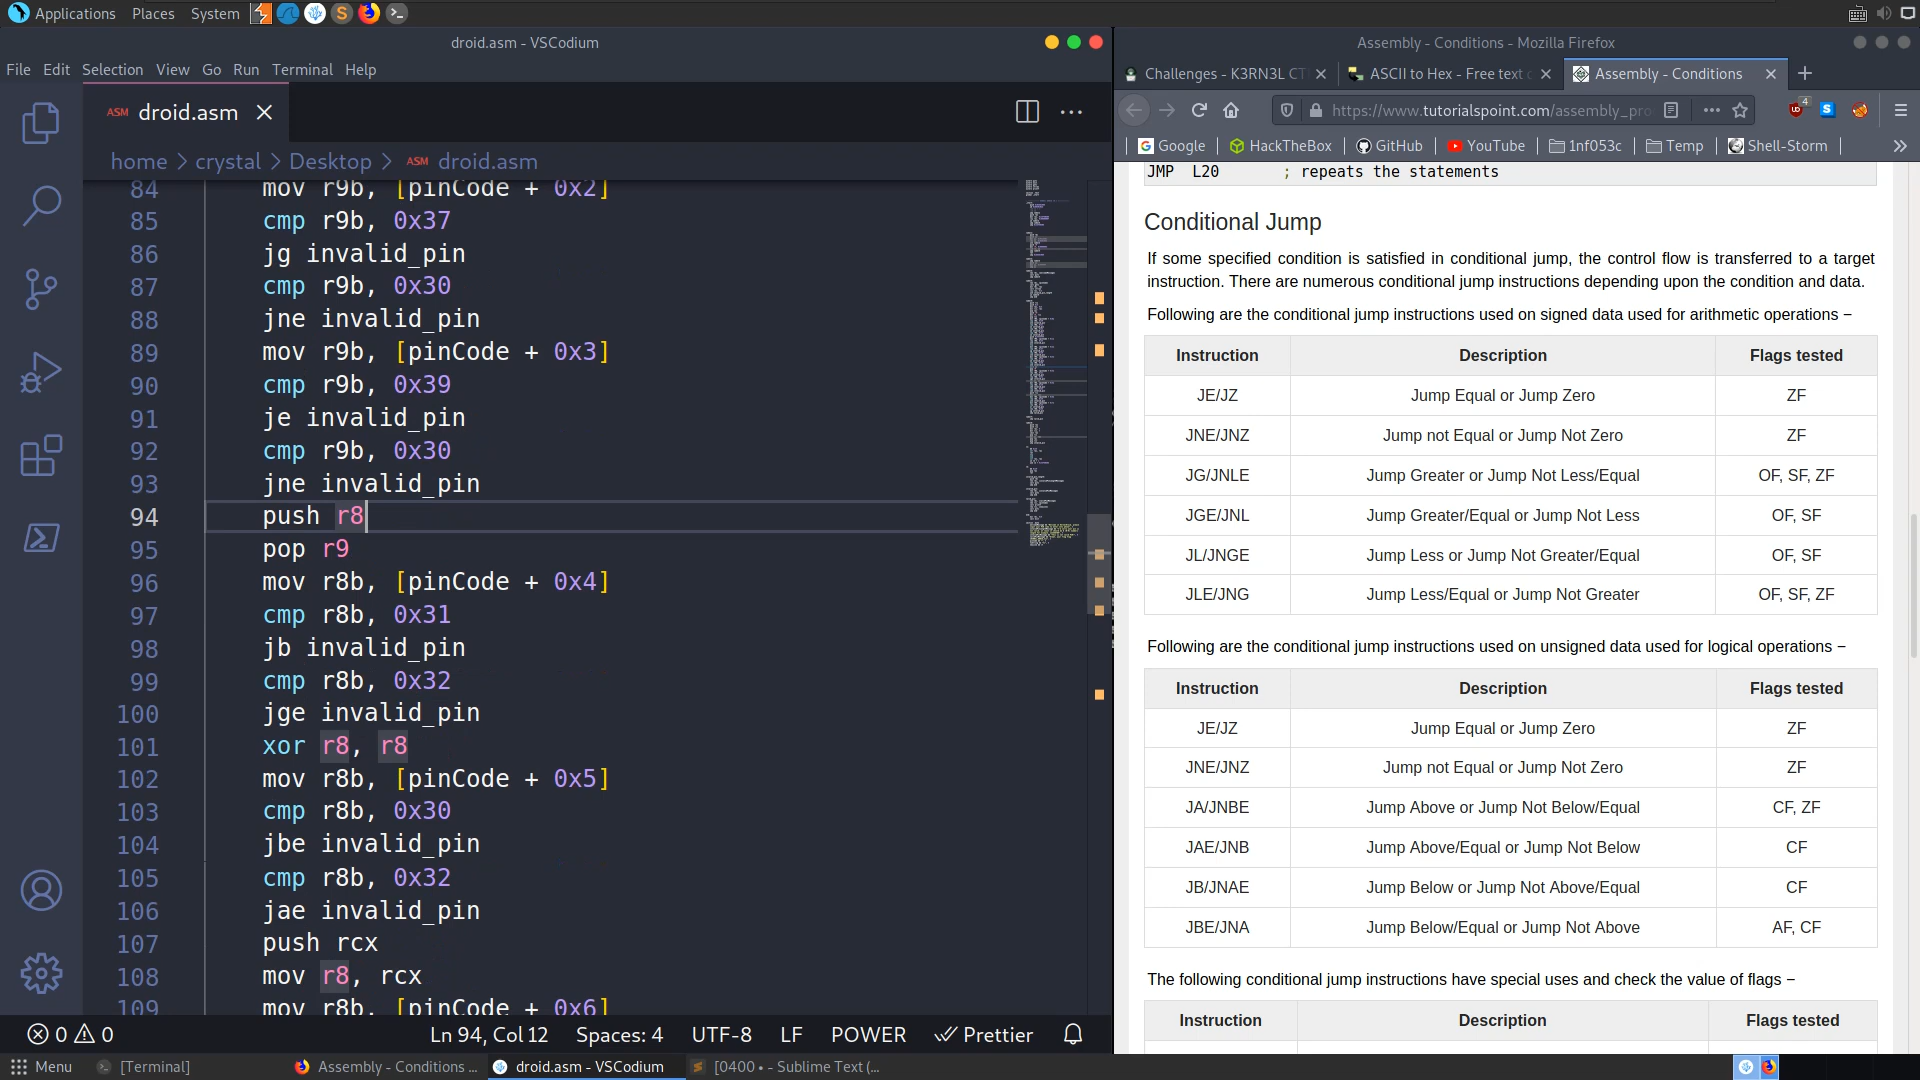 Applications Places System
droid.asm - VSCodium
File Edit Selection View Go Run Terminal Help
ASM droid.asm
home > crystal > Desktop > ASM droid.asm
84 mov r9b, [pinCode + 0x2]
85 cmp r9b, 0x37
86 jg invalid_pin
87 cmp r9b, 0x30
88 jne invalid_pin
89 mov r9b, [pinCode + 0x3]
90 cmp r9b, 0x39
91 je invalid_pin
92 cmp r9b, 0x30
93 jne invalid_pin
94 push r8
95 pop r9
96 mov r8b, [pinCode + 0x4]
97 cmp r8b, 0x31
98 jb invalid_pin
99 cmp r8b, 0x32
100 jge invalid_pin
101 xor r8, r8
102 mov r8b, [pinCode + 0x5]
103 cmp r8b, 0x30
104 jbe invalid_pin
105 cmp r8b, 0x32
106 jae invalid_pin
107 push rcx
108 mov r8, rcx
109 mov r8b, [pinCode + 0x6]
0 0 Ln 94, Col 12 Spaces: 4 UTF-8 LF POWER Prettier
Assembly - Conditions - Mozilla Firefox
Challenges - K3RN3L CT ASCII to Hex - Free text Assembly - Conditions
https://www.tutorialspoint.com/assembly_pro 4
Google HackTheBox GitHub YouTube 1nf053c Temp Shell-Storm
JMP L20 ; repeats the statements
Conditional Jump
If some specified condition is satisfied in conditional jump, the control flow is transferred to a target
instruction. There are numerous conditional jump instructions depending upon the condition and data.
Following are the conditional jump instructions used on signed data used for arithmetic operations −
Instruction Description Flags tested
JE/JZ Jump Equal or Jump Zero ZF
JNE/JNZ Jump not Equal or Jump Not Zero ZF
JG/JNLE Jump Greater or Jump Not Less/Equal OF, SF, ZF
JGE/JNL Jump Greater/Equal or Jump Not Less OF, SF
JL/JNGE Jump Less or Jump Not Greater/Equal OF, SF
JLE/JNG Jump Less/Equal or Jump Not Greater OF, SF, ZF
Following are the conditional jump instructions used on unsigned data used for logical operations −
Instruction Description Flags tested
JE/JZ Jump Equal or Jump Zero ZF
JNE/JNZ Jump not Equal or Jump Not Zero ZF
JA/JNBE Jump Above or Jump Not Below/Equal CF, ZF
JAE/JNB Jump Above/Equal or Jump Not Below CF
JB/JNAE Jump Below or Jump Not Above/Equal CF
JBE/JNA Jump Below/Equal or Jump Not Above AF, CF
The following conditional jump instructions have special uses and check the value of flags −
Instruction Description Flags tested
Menu [Terminal] Assembly - Conditions ... droid.asm - VSCodium [0400 • - Sublime Text (...